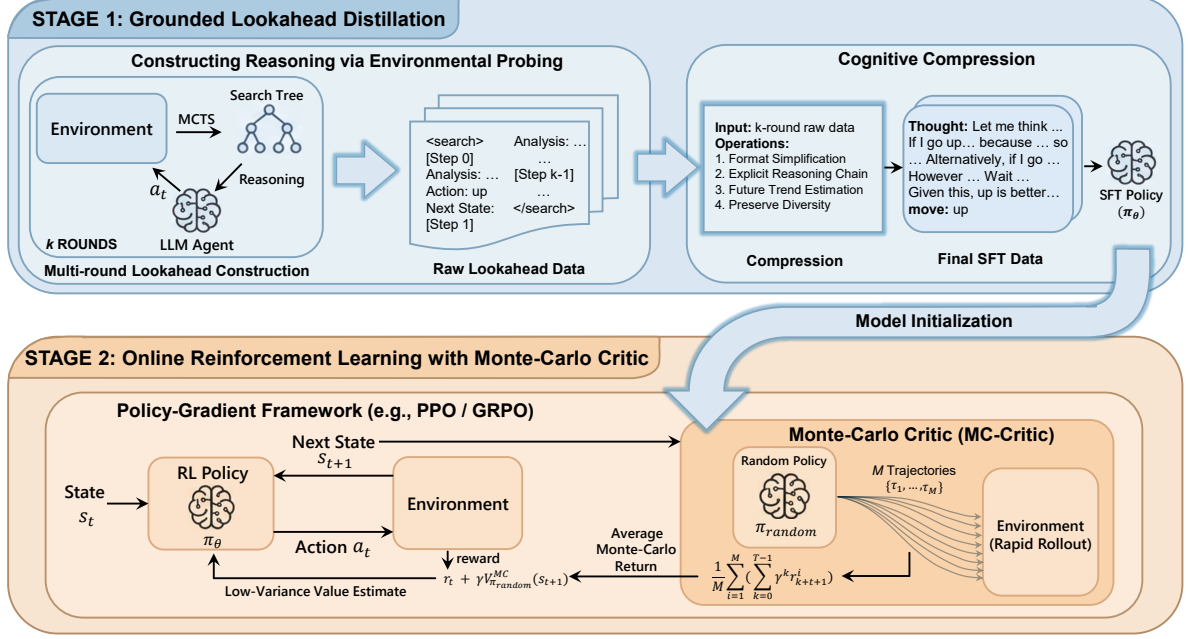 STAGE 1: Grounded Lookahead Distillation
Constructing Reasoning via Environmental Probing
Environment
MCTS
Search Tree
Reasoning
a_t
LLM Agent
k ROUNDS
Multi-round Lookahead Construction
<search>
[Step 0]
Analysis: ...
Action: up
Next State:
[Step 1]
Analysis: ...
...
[Step k-1]
...
</search>
Raw Lookahead Data
Cognitive Compression
Input: k-round raw data
Operations:
1. Format Simplification
2. Explicit Reasoning Chain
3. Future Trend Estimation
4. Preserve Diversity
Compression
Thought: Let me think ...
If I go up... because ... so
... Alternatively, if I go ...
However ... Wait ...
Given this, up is better...
move: up
Final SFT Data
SFT Policy
(π_θ)
Model Initialization
STAGE 2: Online Reinforcement Learning with Monte-Carlo Critic
Policy-Gradient Framework (e.g., PPO / GRPO)
Next State
s_{t+1}
State
s_t
RL Policy
π_θ
Environment
Action a_t
reward
r_t + γV^{MC}_{π_{random}}(s_{t+1})
Low-Variance Value Estimate
Average
Monte-Carlo
Return
Monte-Carlo Critic (MC-Critic)
Random Policy
π_{random}
M Trajectories
{τ_1, ...,τ_M}
Environment
(Rapid Rollout)
\frac{1}{M}\sum_{i=1}^{M}(\sum_{k=0}^{T-1} γ^k r^i_{k+t+1})